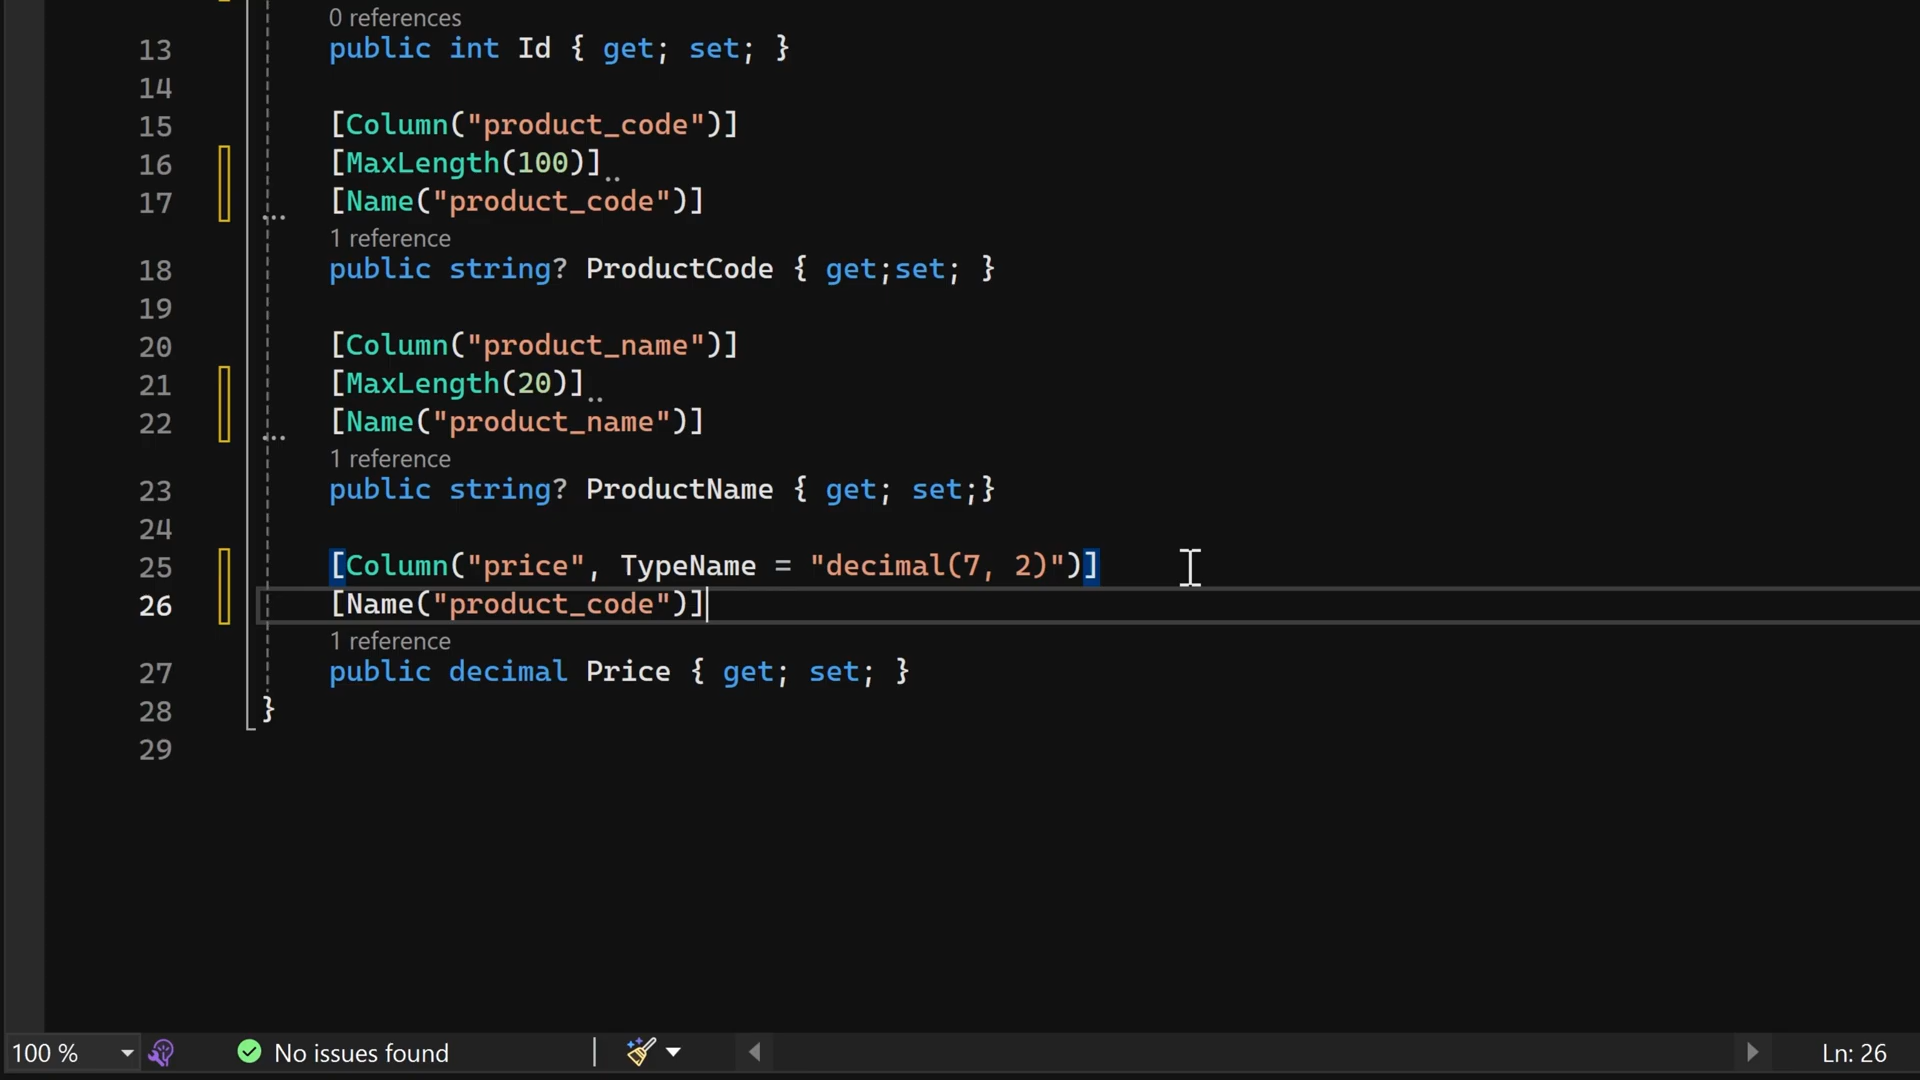 0 references
13 public int Id { get; set; }
14
15 [Column("product_code")]
16 [MaxLength(100)]
17 [Name("product_code")]
1 reference
18 public string? ProductCode { get;set; }
19
20 [Column("product_name")]
21 [MaxLength(20)]
22 [Name("product_name")]
1 reference
23 public string? ProductName { get; set;}
24
25 [Column("price", TypeName = "decimal(7, 2)")]
26 [Name("product_code")]
1 reference
27 public decimal Price { get; set; }
28 }
29
100 % No issues found Ln: 26